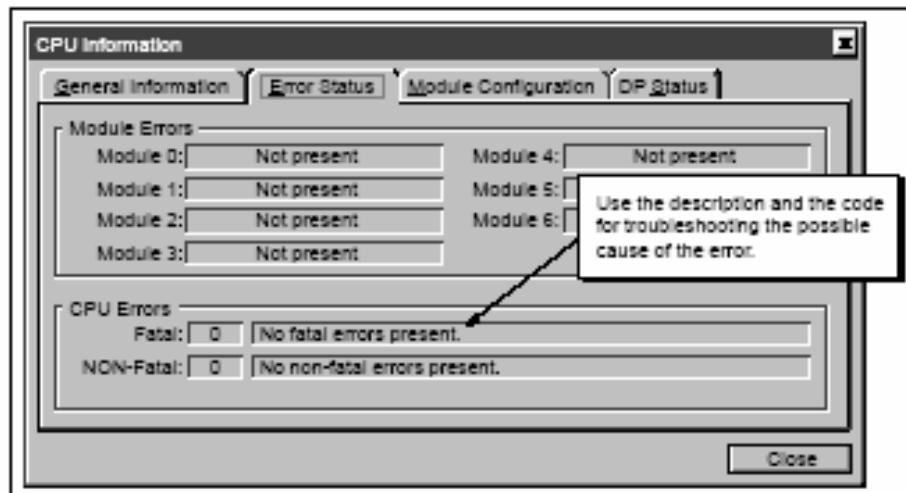 CPU Information
General Information Error Status Module Configuration DP Status
Module Errors
Module 0: Not present Module 4: Not present
Module 1: Not present Module 5:
Module 2: Not present Module 6:
Module 3: Not present
Use the description and the code
for troubleshooting the possible
cause of the error.
CPU Errors
Fatal: 0 No fatal errors present.
NON-Fatal: 0 No non-fatal errors present.
Close